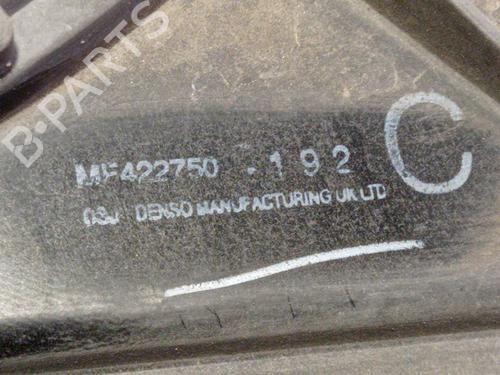 B-PARTS
MF422750 -192 C
DENSO MANUFACTURING UK LTD